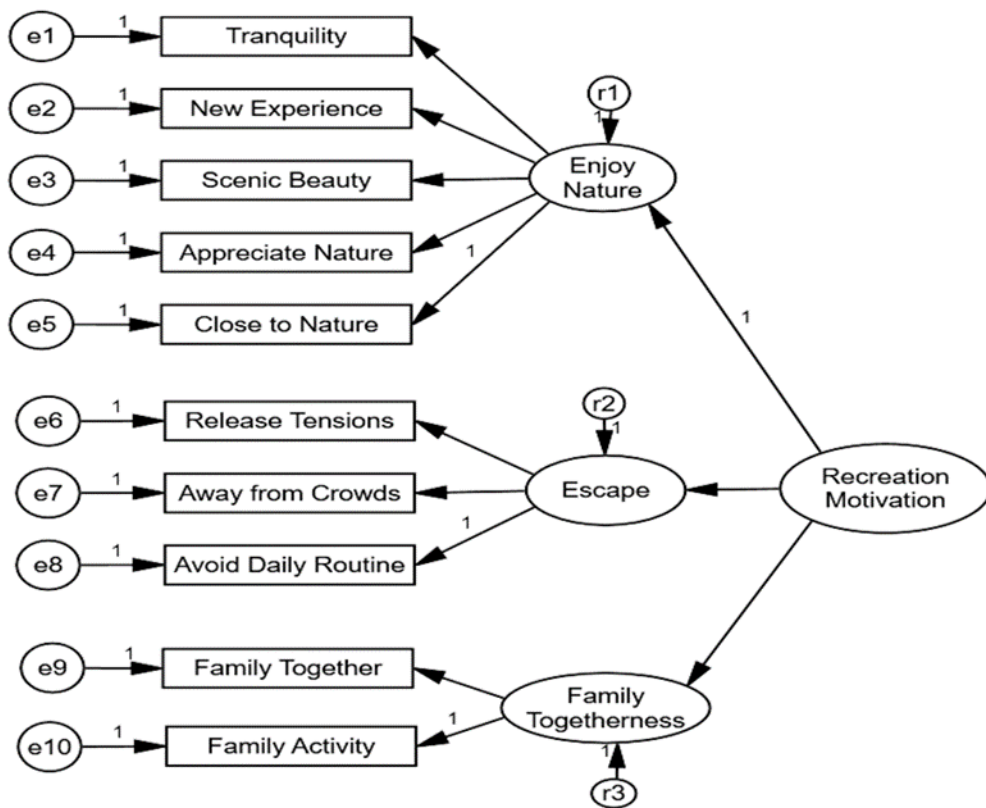 e1
1
Tranquility
e2
1
New Experience
r1
1
e3
1
Scenic Beauty
Enjoy
Nature
e4
1
Appreciate Nature
1
e5
1
Close to Nature
1
e6
1
Release Tensions
r2
1
e7
1
Away from Crowds
Escape
Recreation
Motivation
1
e8
1
Avoid Daily Routine
e9
1
Family Together
Family
Togetherness
e10
1
Family Activity
1
1
r3